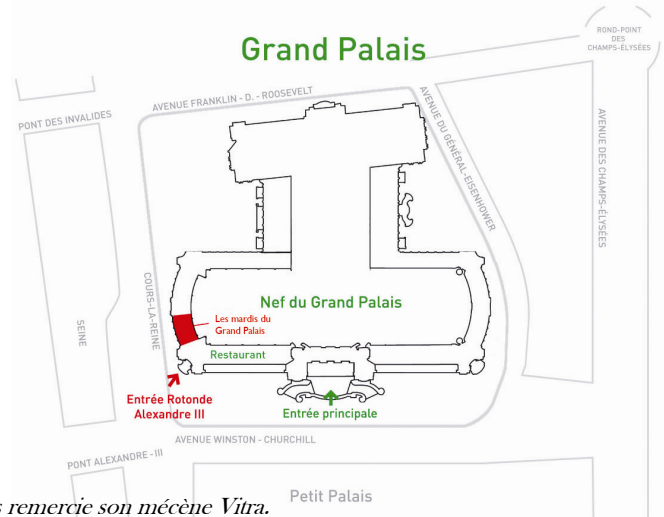 Grand Palais
ROND-POINT
DES
CHAMPS-ÉLYSÉES
AVENUE FRANKLIN - D. - ROOSEVELT
PONT DES INVALIDES
AVENUE DU GÉNÉRAL-EISENHOWER
AVENUE DES CHAMPS-ÉLYSÉES
COURS-LA-REINE
SEINE
Nef du Grand Palais
Les mardis du
Grand Palais
Restaurant
Entrée Rotonde
Alexandre III
Entrée principale
AVENUE WINSTON - CHURCHILL
PONT ALEXANDRE - III
Petit Palais
remercie son mécène Vitra.